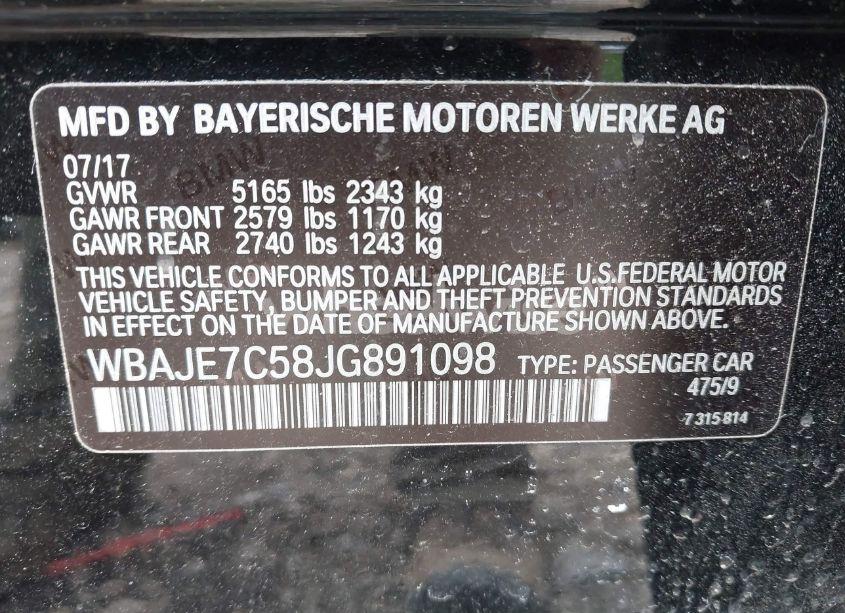 MFD BY BAYERISCHE MOTOREN WERKE AG
07/17
GVWR 5165 lbs 2343 kg
GAWR FRONT 2579 lbs 1170 kg
GAWR REAR 2740 lbs 1243 kg
THIS VEHICLE CONFORMS TO ALL APPLICABLE U.S.FEDERAL MOTOR
VEHICLE SAFETY, BUMPER AND THEFT PREVENTION STANDARDS
IN EFFECT ON THE DATE OF MANUFACTURE SHOWN ABOVE.
WBAJE7C58JG891098 TYPE: PASSENGER CAR
475/9
7 315 814
BMW